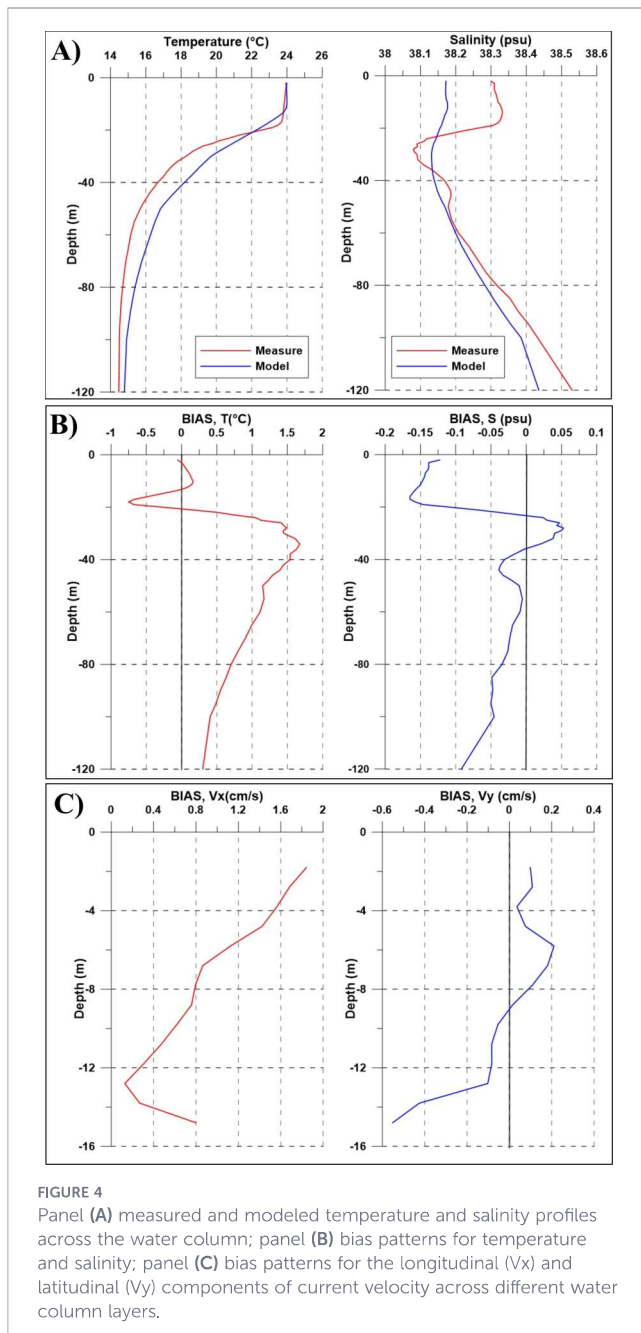 A)
Temperature (°C)
14 16 18 20 22 24 26
0
-40
-80
-120
Depth (m)
Measure
Model
Salinity (psu)
38 38.1 38.2 38.3 38.4 38.5 38.6
0
-40
-80
-120
Depth (m)
Measure
Model
B)
BIAS, T(°C)
-1 -0.5 0 0.5 1 1.5 2
0
-40
-80
-120
Depth (m)
BIAS, S (psu)
-0.2 -0.15 -0.1 -0.05 0 0.05 0.1
0
-40
-80
-120
Depth (m)
C)
BIAS, Vx(cm/s)
0 0.4 0.8 1.2 1.6 2
0
-4
-8
-12
-16
Depth (m)
BIAS, Vy (cm/s)
-0.6 -0.4 -0.2 0 0.2 0.4
0
-4
-8
-12
-16
Depth (m)
FIGURE 4
Panel (A) measured and modeled temperature and salinity profiles
across the water column; panel (B) bias patterns for temperature
and salinity; panel (C) bias patterns for the longitudinal (Vx) and
latitudinal (Vy) components of current velocity across different water
column layers.